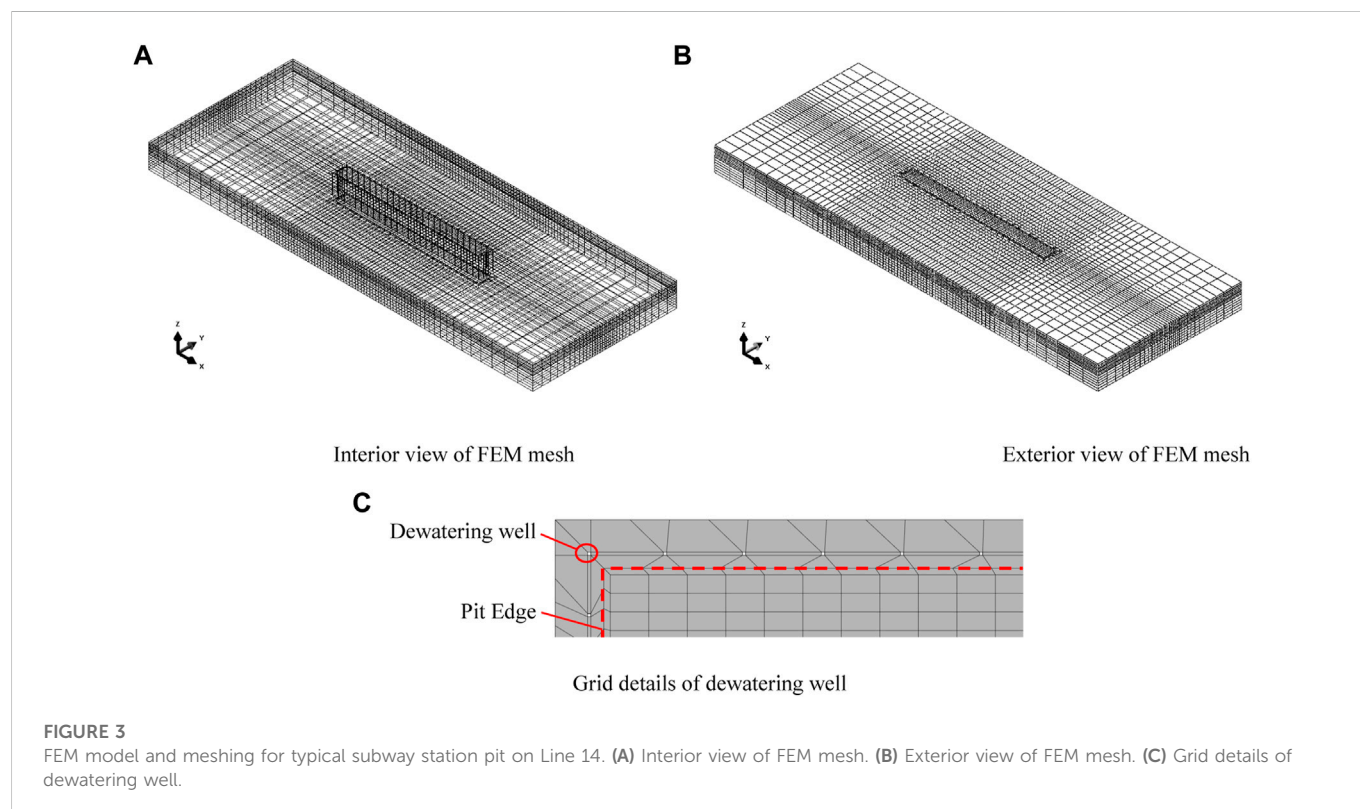 A
B
Z
Y
X
Z
Y
X
Interior view of FEM mesh
Exterior view of FEM mesh
C
Dewatering well
Pit Edge
Grid details of dewatering well
FIGURE 3
FEM model and meshing for typical subway station pit on Line 14. (A) Interior view of FEM mesh. (B) Exterior view of FEM mesh. (C) Grid details of
dewatering well.